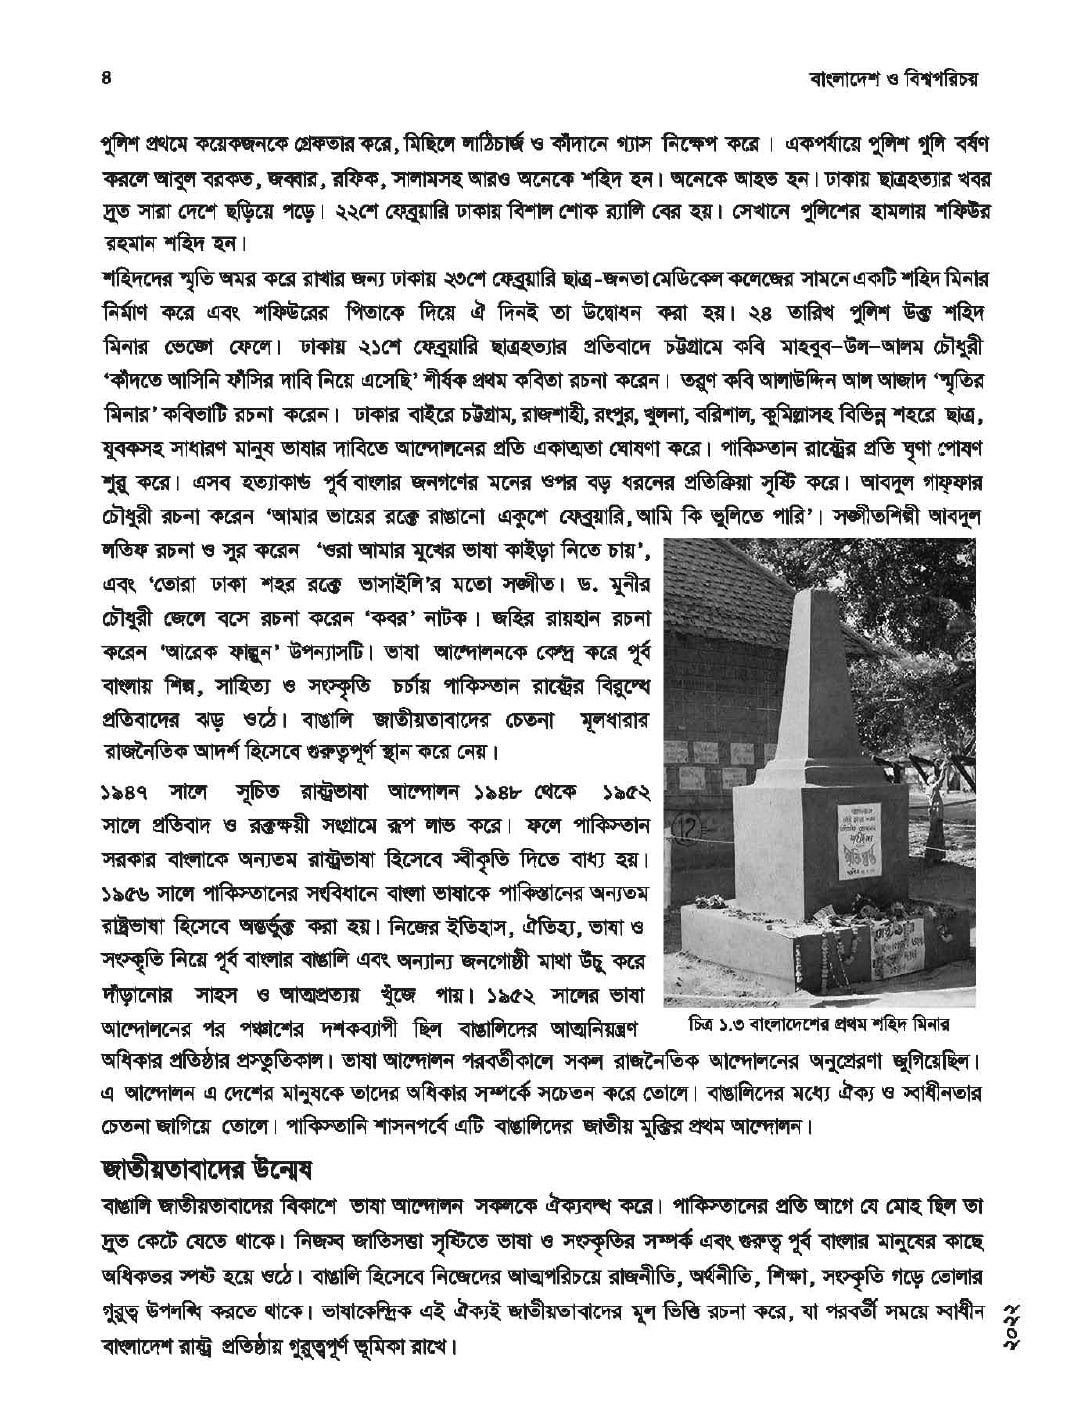 ৪
বাংলাদেশ ও বিশ্বপরিচয়
পুলিশ প্রথমে কয়েকজনকে গ্রেফতার করে, মিছিলে লাঠিচার্জ ও কাঁদানে গ্যাস নিক্ষেপ করে । একপর্যায়ে পুলিশ গুলি বর্ষণ
করলে আবুল বরকত, জব্বার, রফিক, সালামসহ আরও অনেকে শহিদ হন। অনেকে আহত হন। ঢাকায় ছাত্রহত্যার খবর
দ্রুত সারা দেশে ছড়িয়ে পড়ে। ২২শে ফেব্রুয়ারি ঢাকায় বিশাল শোক র‍্যালি বের হয়। সেখানে পুলিশের হামলায় শফিউর
রহমান শহিদ হন।
শহিদদের স্মৃতি অমর করে রাখার জন্য ঢাকায় ২৩শে ফেব্রুয়ারি ছাত্র-জনতা মেডিকেল কলেজের সামনে একটি শহিদ মিনার
নির্মাণ করে এবং শফিউরের পিতাকে দিয়ে ঐ দিনই তা উদ্বোধন করা হয়। ২৪ তারিখ পুলিশ উক্ত শহিদ
মিনার ভেঙ্গে ফেলে। ঢাকায় ২১শে ফেব্রুয়ারি ছাত্রহত্যার প্রতিবাদে চট্টগ্রামে কবি মাহবুব–উল–আলম চৌধুরী
‘কাঁদতে আসিনি ফাঁসির দাবি নিয়ে এসেছি’ শীর্ষক প্রথম কবিতা রচনা করেন। তরুণ কবি আলাউদ্দিন আল আজাদ ‘স্মৃতির
মিনার’ কবিতাটি রচনা করেন। ঢাকার বাইরে চট্টগ্রাম, রাজশাহী, রংপুর, খুলনা, বরিশাল, কুমিল্লাসহ বিভিন্ন শহরে ছাত্র,
যুবকসহ সাধারণ মানুষ ভাষার দাবিতে আন্দোলনের প্রতি একাত্মতা ঘোষণা করে। পাকিস্তান রাষ্ট্রের প্রতি ঘৃণা পোষণ
শুরু করে। এসব হত্যাকান্ড পূর্ব বাংলার জনগণের মনের ওপর বড় ধরনের প্রতিক্রিয়া সৃষ্টি করে। আবদুল গাফ্‌ফার
চৌধুরী রচনা করেন ‘আমার ভায়ের রক্তে রাঙানো একুশে ফেব্রুয়ারি, আমি কি ভুলিতে পারি’। সঙ্গীতশিল্পী আবদুল
লতিফ রচনা ও সুর করেন ‘ওরা আমার মুখের ভাষা কাইড়া নিতে চায়’,
এবং ‘তোরা ঢাকা শহর রক্তে ভাসাইলি’র মতো সঙ্গীত। ড. মুনীর
চৌধুরী জেলে বসে রচনা করেন ‘কবর’ নাটক । জহির রায়হান রচনা
করেন ‘আরেক ফাল্গুন’ উপন্যাসটি। ভাষা আন্দোলনকে কেন্দ্র করে পূর্ব
বাংলায় শিল্প, সাহিত্য ও সংস্কৃতি চর্চায় পাকিস্তান রাষ্ট্রের বিরুদ্ধে
প্রতিবাদের ঝড় ওঠে। বাঙালি জাতীয়তাবাদের চেতনা মূলধারার
রাজনৈতিক আদর্শ হিসেবে গুরুত্বপূর্ণ স্থান করে নেয়।
১৯৪৭ সালে সূচিত রাষ্ট্রভাষা আন্দোলন ১৯৪৮ থেকে ১৯৫২
সালে প্রতিবাদ ও রক্তক্ষয়ী সংগ্রামে রূপ লাভ করে। ফলে পাকিস্তান
সরকার বাংলাকে অন্যতম রাষ্ট্রভাষা হিসেবে স্বীকৃতি দিতে বাধ্য হয়।
১৯৫৬ সালে পাকিস্তানের সংবিধানে বাংলা ভাষাকে পাকিস্তানের অন্যতম
রাষ্ট্রভাষা হিসেবে অন্তর্ভুক্ত করা হয়। নিজের ইতিহাস, ঐতিহ্য, ভাষা ও
সংস্কৃতি নিয়ে পূর্ব বাংলার বাঙালি এবং অন্যান্য জনগোষ্ঠী মাথা উঁচু করে
দাঁড়ানোর সাহস ও আত্মপ্রত্যয় খুঁজে পায়। ১৯৫২ সালের ভাষা
আন্দোলনের পর পঞ্চাশের দশকব্যাপী ছিল বাঙালিদের আত্মনিয়ন্ত্রণ
চিত্র ১.৩ বাংলাদেশের প্রথম শহিদ মিনার
অধিকার প্রতিষ্ঠার প্রস্তুতিকাল। ভাষা আন্দোলন পরবর্তীকালে সকল রাজনৈতিক আন্দোলনের অনুপ্রেরণা জুগিয়েছিল।
এ আন্দোলন এ দেশের মানুষকে তাদের অধিকার সম্পর্কে সচেতন করে তোলে। বাঙালিদের মধ্যে ঐক্য ও স্বাধীনতার
চেতনা জাগিয়ে তোলে। পাকিস্তানি শাসনপর্বে এটি বাঙালিদের জাতীয় মুক্তির প্রথম আন্দোলন।
জাতীয়তাবাদের উন্মেষ
বাঙালি জাতীয়তাবাদের বিকাশে ভাষা আন্দোলন সকলকে ঐক্যবদ্ধ করে। পাকিস্তানের প্রতি আগে যে মোহ ছিল তা
দ্রুত কেটে যেতে থাকে। নিজস্ব জাতিসত্তা সৃষ্টিতে ভাষা ও সংস্কৃতির সম্পর্ক এবং গুরুত্ব পূর্ব বাংলার মানুষের কাছে
অধিকতর স্পষ্ট হয়ে ওঠে। বাঙালি হিসেবে নিজেদের আত্মপরিচয়ে রাজনীতি, অর্থনীতি, শিক্ষা, সংস্কৃতি গড়ে তোলার
গুরুত্ব উপলব্ধি করতে থাকে। ভাষাকেন্দ্রিক এই ঐক্যই জাতীয়তাবাদের মূল ভিত্তি রচনা করে, যা পরবর্তী সময়ে স্বাধীন
বাংলাদেশ রাষ্ট্র প্রতিষ্ঠায় গুরুত্বপূর্ণ ভূমিকা রাখে।
২০২২